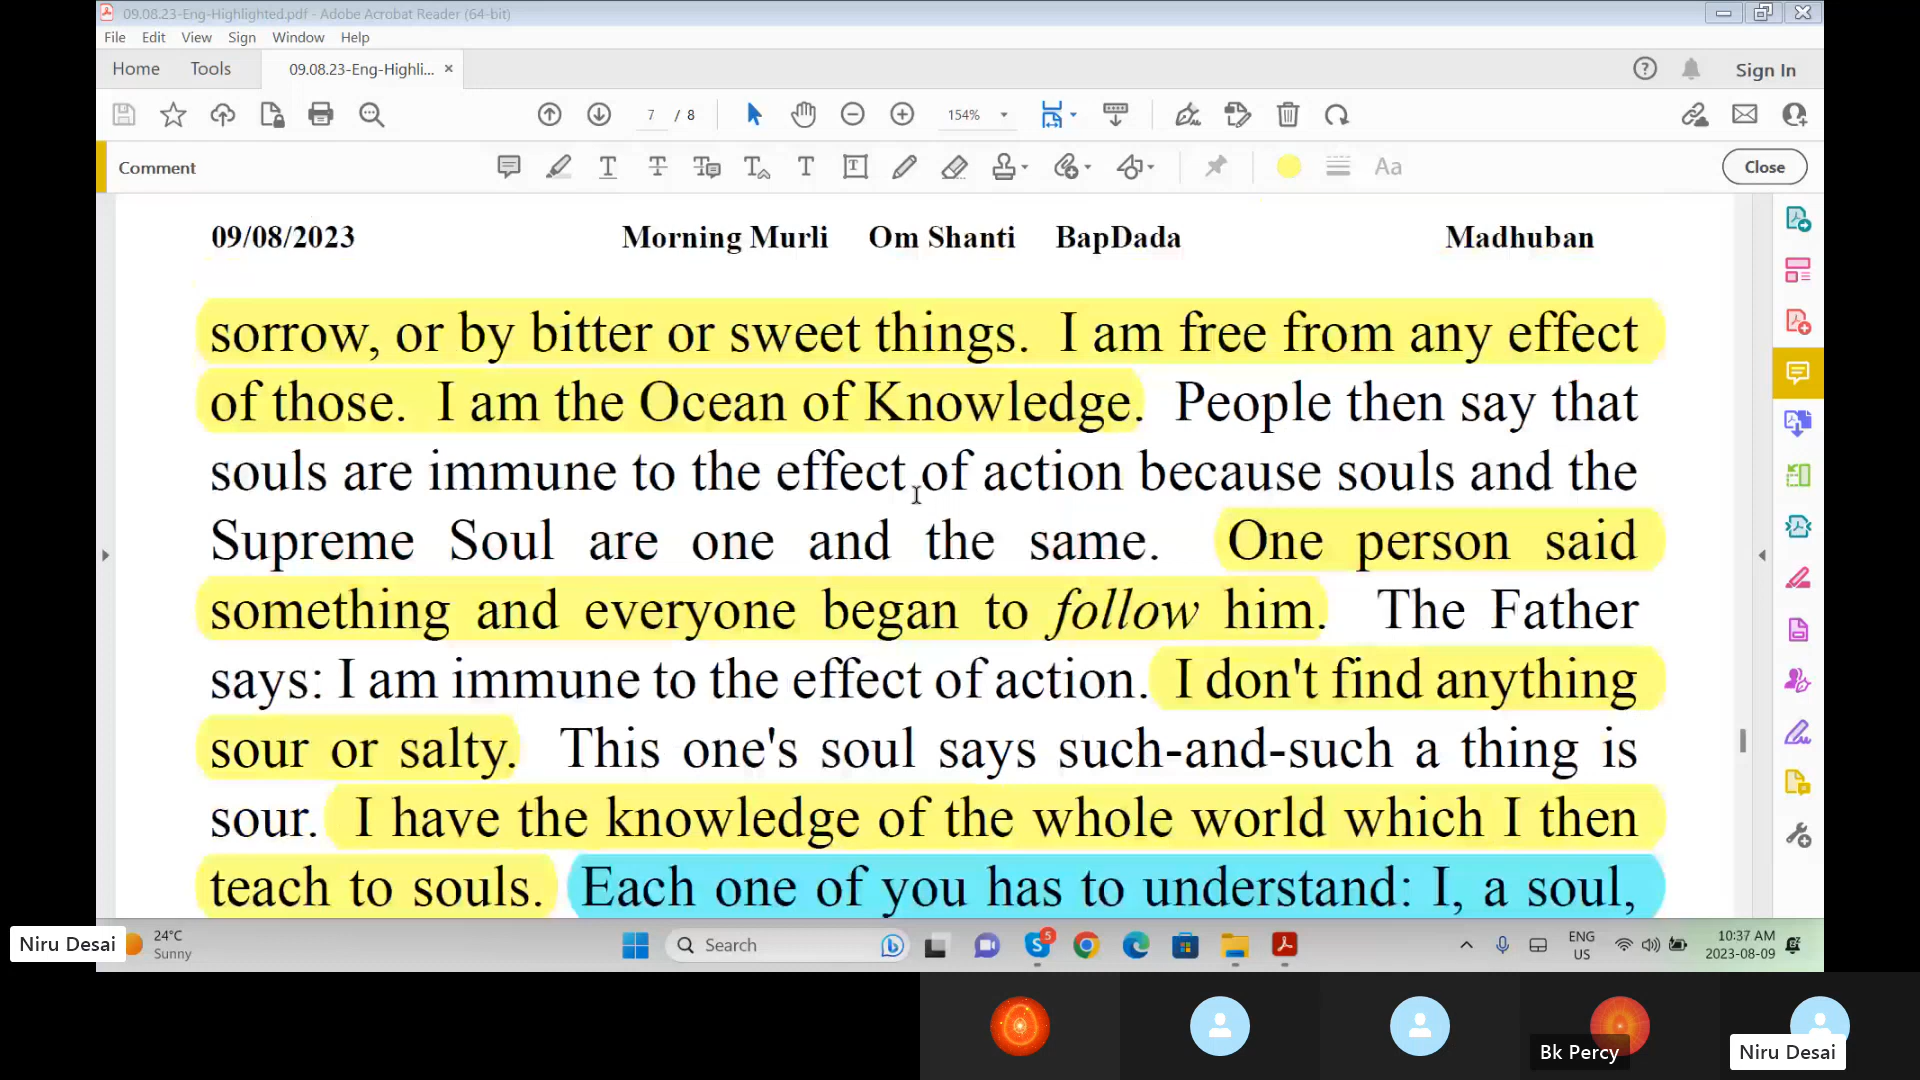 09.08.23-Eng-Highlighted.pdf - Adobe Acrobat Reader (64-bit)
File Edit View Sign Window Help
Home Tools 09.08.23-Eng-Highli... × Sign In
7 / 8 154%
Comment Close
09/08/2023 Morning Murli Om Shanti BapDada Madhuban
sorrow, or by bitter or sweet things. I am free from any effect
of those. I am the Ocean of Knowledge. People then say that
souls are immune to the effect of action because souls and the
Supreme Soul are one and the same. One person said
something and everyone began to follow him. The Father
says: I am immune to the effect of action. I don't find anything
sour or salty. This one's soul says such-and-such a thing is
sour. I have the knowledge of the whole world which I then
teach to souls. Each one of you has to understand: I, a soul,
Niru Desai
24°C
Sunny
Search
5
ENG
US
10:37 AM
2023-08-09
Bk Percy
Niru Desai